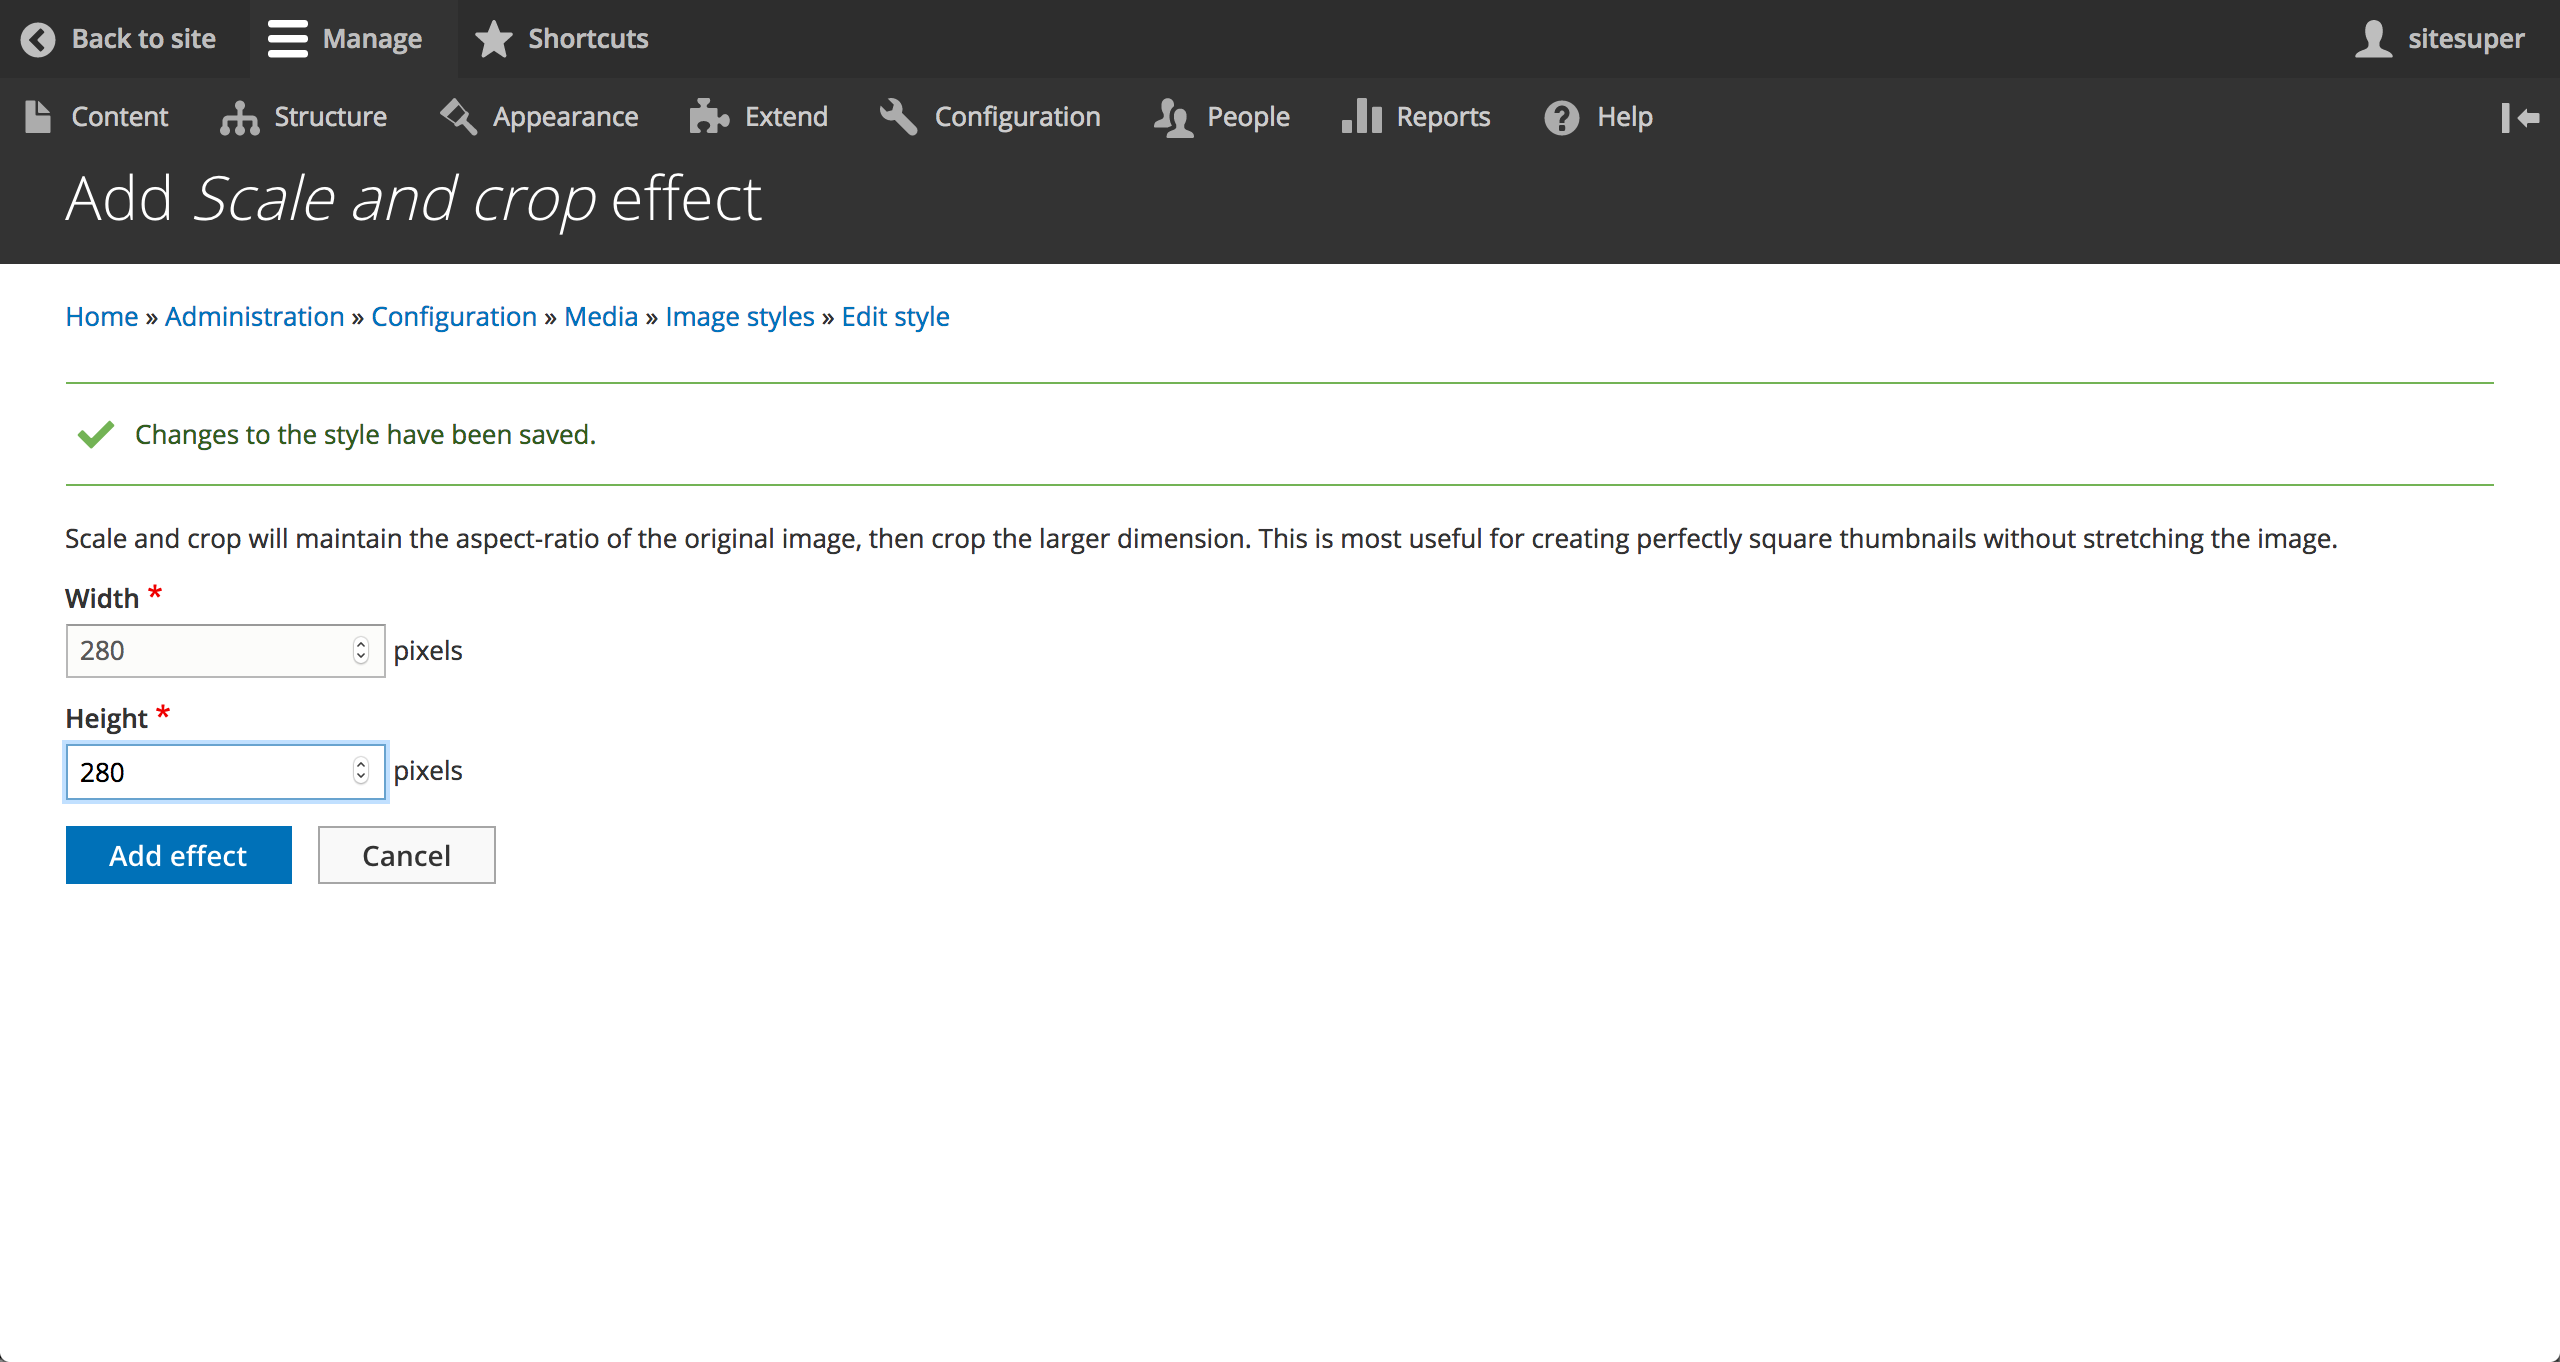 Back to site Manage Shortcuts sitesuper
Content Structure Appearance Extend Configuration People Reports Help
Add Scale and crop effect
Home » Administration » Configuration » Media » Image styles » Edit style
Changes to the style have been saved.
Scale and crop will maintain the aspect-ratio of the original image, then crop the larger dimension. This is most useful for creating perfectly square thumbnails without stretching the image.
Width *
280 pixels
Height *
280 pixels
Add effect Cancel